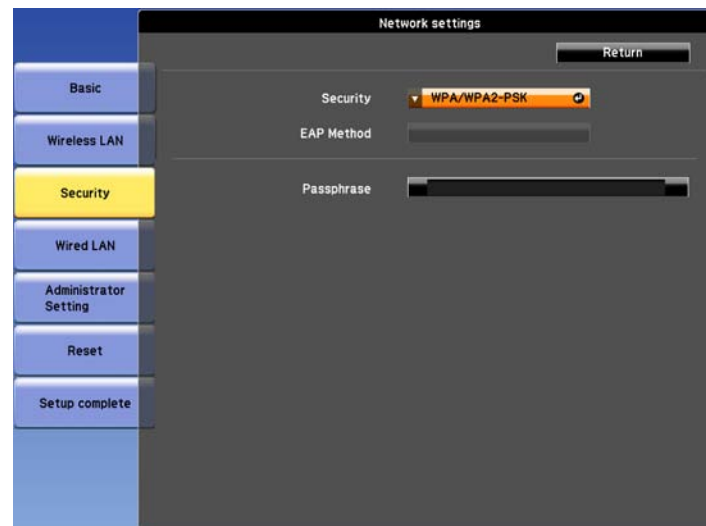 Network settings
Return
Basic
Wireless LAN
Security
Wired LAN
Administrator
Setting
Reset
Setup complete
Security
WPA/WPA2-PSK
EAP Method
Passphrase